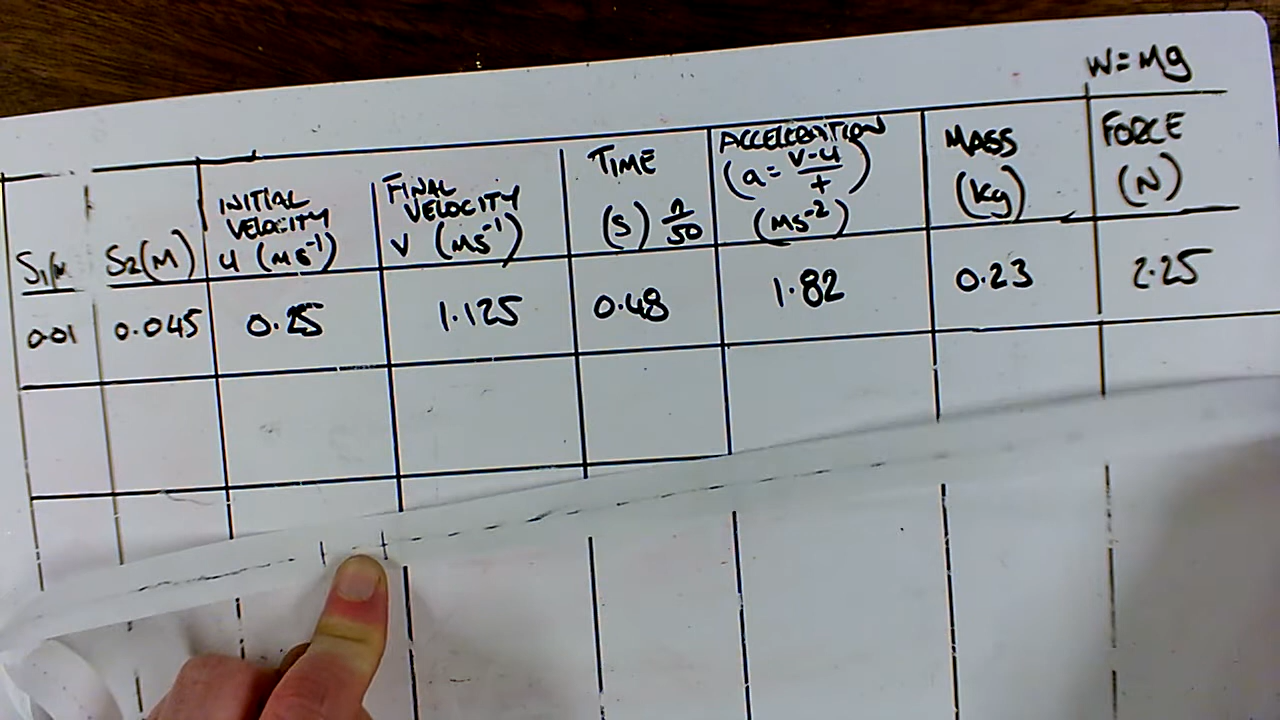 W=Mg
S1(M S2(M) INITIAL VELOCITY u (MS⁻¹) FINAL VELOCITY V (MS⁻¹) TIME (S) n/50 ACCELERATION (a = v-u/t) (MS⁻²) MASS (Kg) FORCE (N)
0.01 0.045 0.25 1.125 0.48 1.82 0.23 2.25